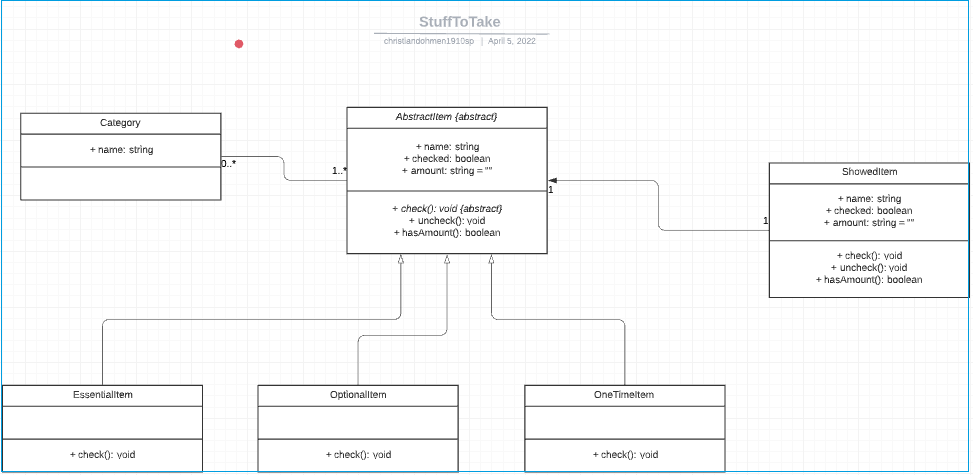 StuffToTake
christiandohmen1910sp | April 5, 2022
Category
+ name: string
0..*
1..*
AbstractItem {abstract}
+ name: string
+ checked: boolean
+ amount: string = ""
+ check(): void {abstract}
+ uncheck(): void
+ hasAmount(): boolean
1
1
ShowedItem
+ name: string
+ checked: boolean
+ amount: string = ""
+ check(): void
+ uncheck(): void
+ hasAmount(): boolean
EssentialItem
+ check(): void
OptionalItem
+ check(): void
OneTimeItem
+ check(): void